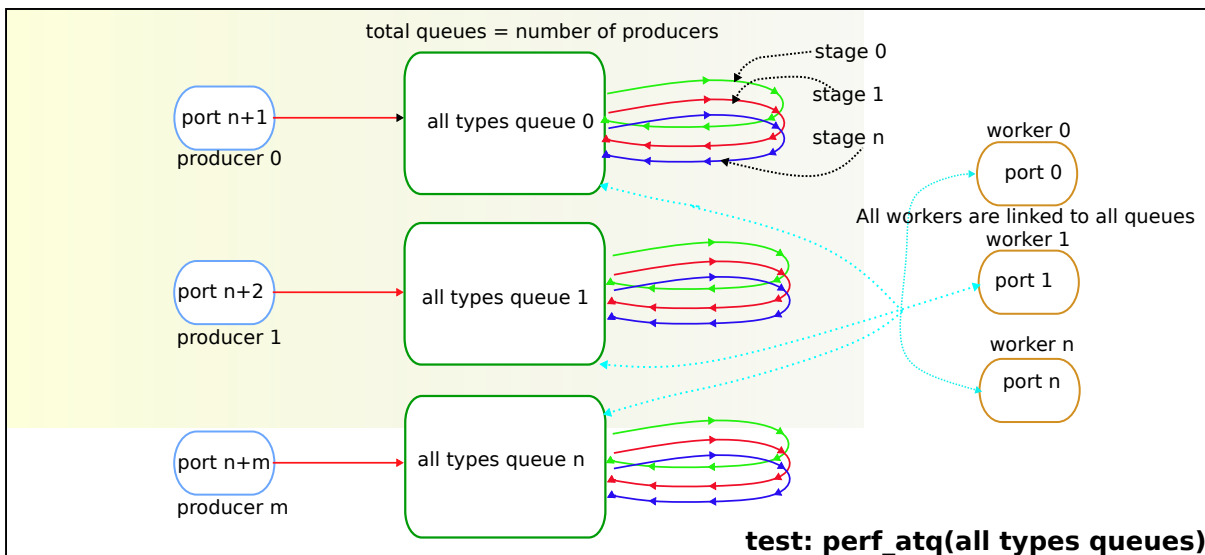 total queues = number of producers
stage 0
stage 1
stage n
port n+1
producer 0
all types queue 0
worker 0
port 0
All workers are linked to all queues
worker 1
port 1
port n+2
producer 1
all types queue 1
worker n
port n
port n+m
producer m
all types queue n
test: perf_atq(all types queues)